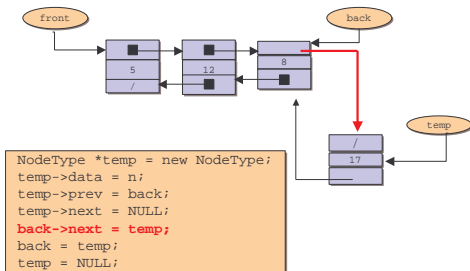 front
back
5
/
12
8
temp
/
17
NodeType *temp = new NodeType;
temp->data = n;
temp->prev = back;
temp->next = NULL;
back->next = temp;
back = temp;
temp = NULL;